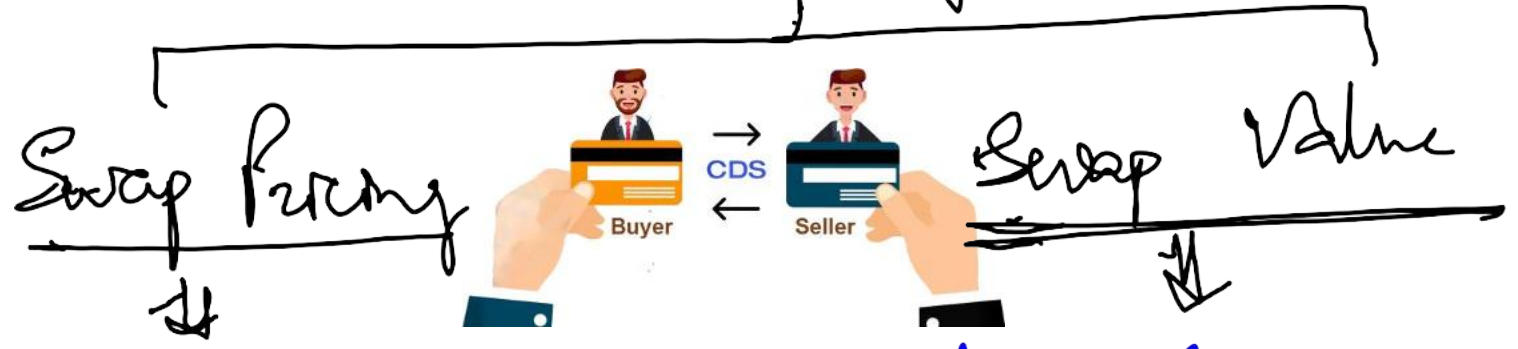 Swap Pricing
CDS
Buyer
Seller
Swap Value